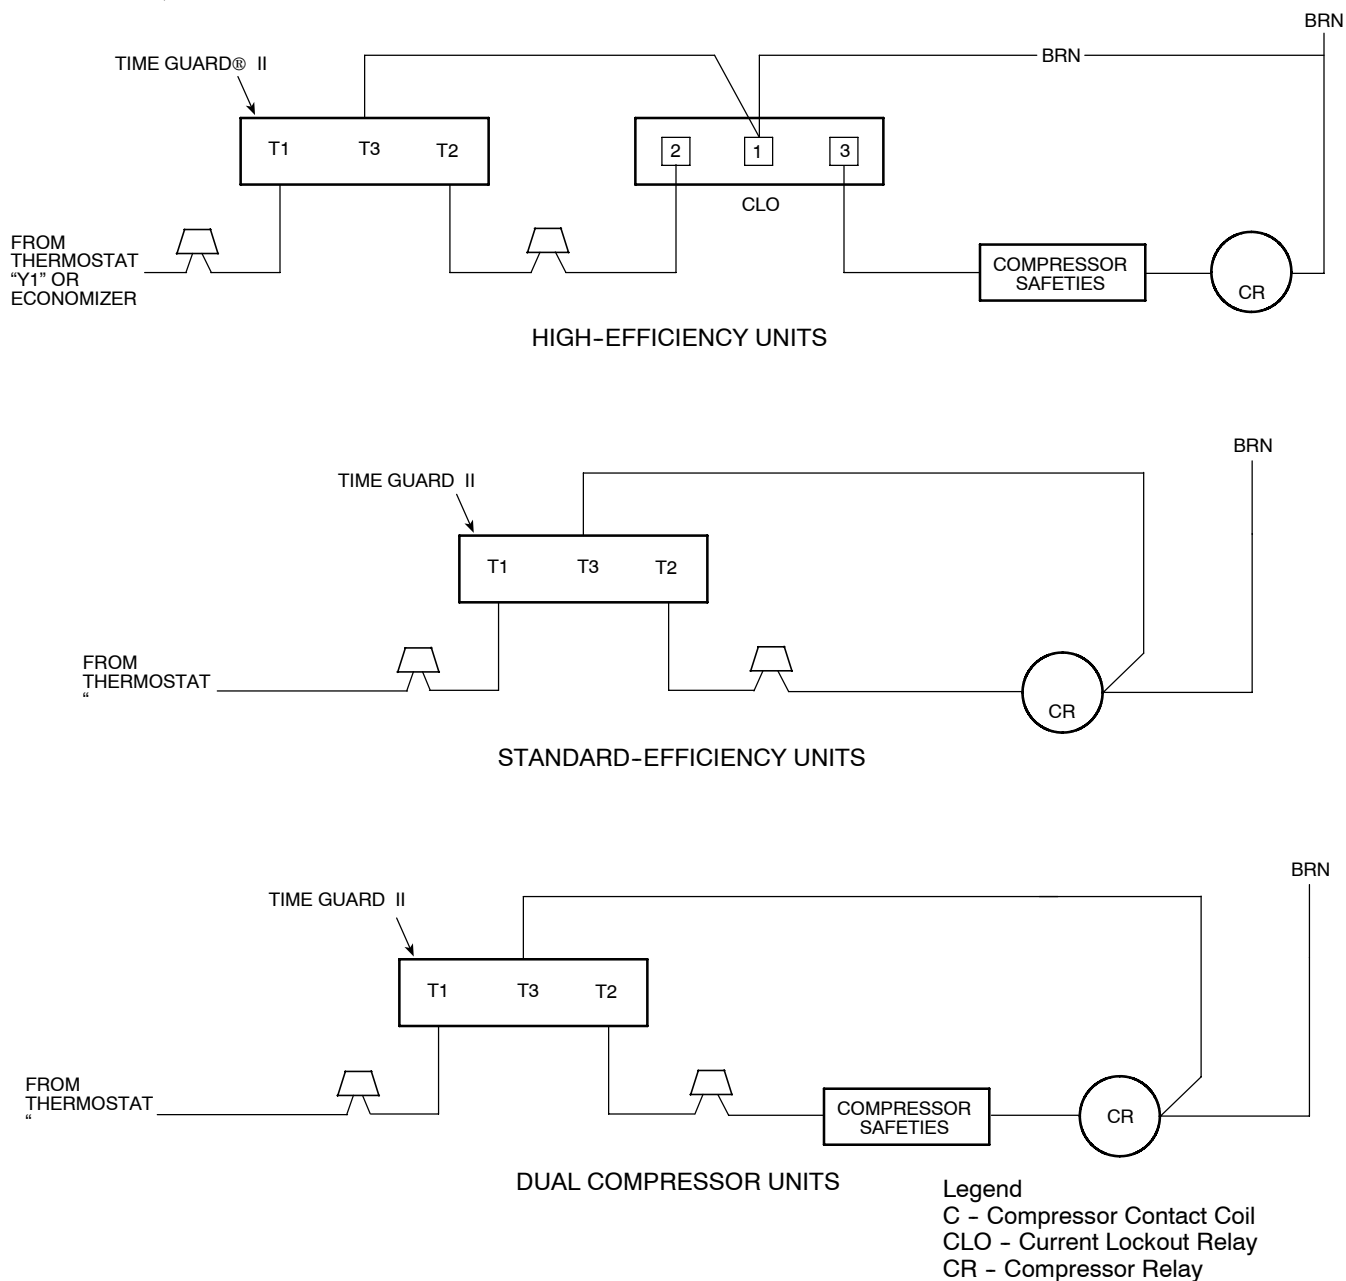 BRN
TIME GUARD® II
BRN
T1 T3 T2
2 1 3
CLO
FROM
THERMOSTAT
“Y1” OR
ECONOMIZER
COMPRESSOR
SAFETIES
CR
HIGH-EFFICIENCY UNITS
BRN
TIME GUARD II
T1 T3 T2
FROM
THERMOSTAT
“
CR
STANDARD-EFFICIENCY UNITS
BRN
TIME GUARD II
T1 T3 T2
FROM
THERMOSTAT
“
COMPRESSOR
SAFETIES
CR
DUAL COMPRESSOR UNITS
Legend
C - Compressor Contact Coil
CLO - Current Lockout Relay
CR - Compressor Relay